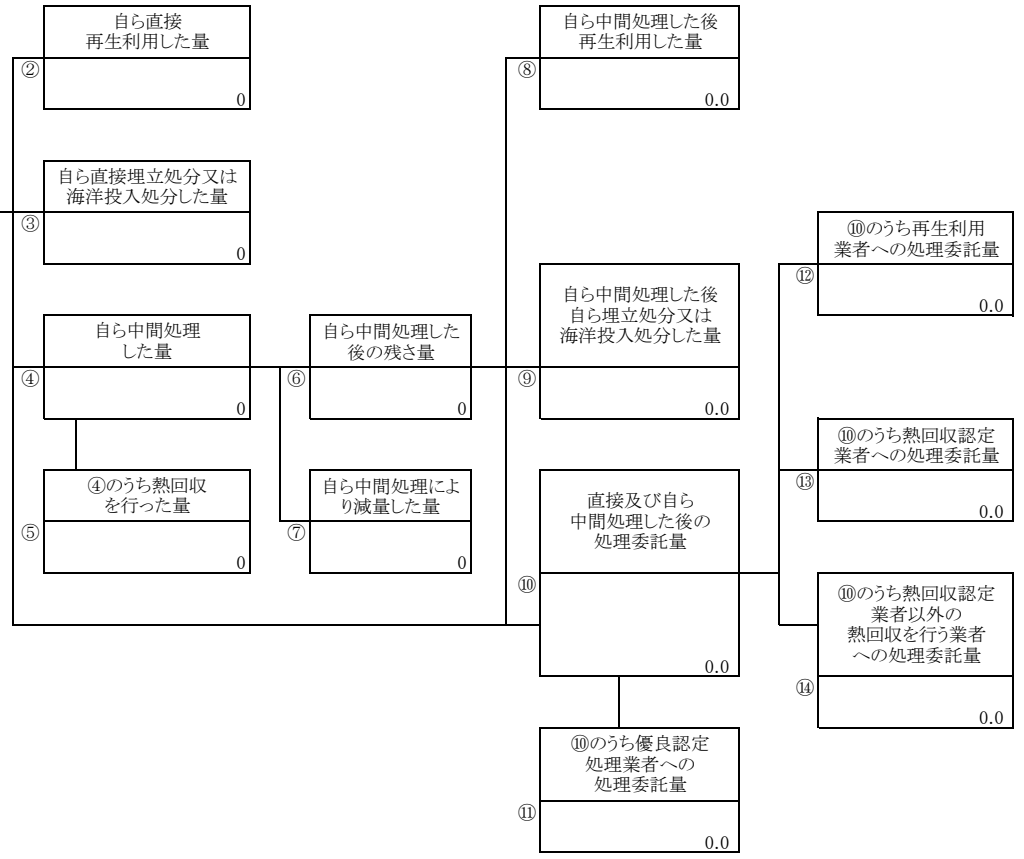 自ら直接
再生利用した量
②
0
自ら直接埋立処分又は
海洋投入処分した量
③
0
自ら中間処理
した量
④
0
④のうち熱回収
を行った量
⑤
0
自ら中間処理した
後の残さ量
⑥
0
自ら中間処理によ
り減量した量
⑦
0
自ら中間処理した後
再生利用した量
⑧
0.0
自ら中間処理した後
自ら埋立処分又は
海洋投入処分した量
⑨
0.0
直接及び自ら
中間処理した後の
処理委託量
⑩
0.0
⑩のうち優良認定
処理業者への
処理委託量
⑪
0.0
⑩のうち再生利用
業者への処理委託量
⑫
0.0
⑩のうち熱回収認定
業者への処理委託量
⑬
0.0
⑩のうち熱回収認定
業者以外の
熱回収を行う業者
への処理委託量
⑭
0.0